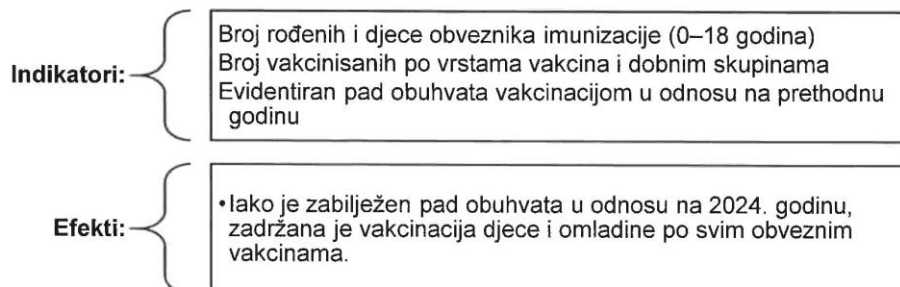 Indikatori:
Broj rođenih i djece obveznika imunizacije (0–18 godina)
Broj vakcinisanih po vrstama vakcina i dobnim skupinama
Evidentiran pad obuhvata vakcinacijom u odnosu na prethodnu
godinu
Efekti:
•Iako je zabilježen pad obuhvata u odnosu na 2024. godinu,
zadržana je vakcinacija djece i omladine po svim obveznim
vakcinama.